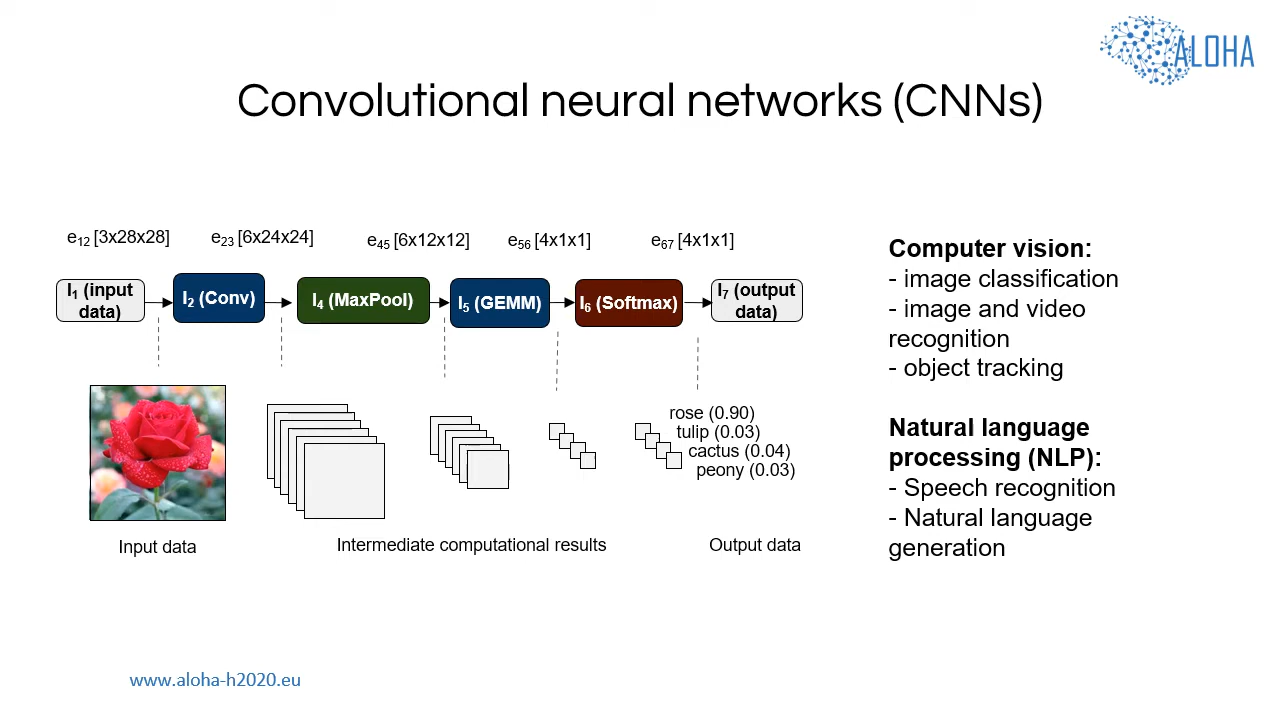 ALOHA
Convolutional neural networks (CNNs)
e12 [3x28x28]
e23 [6x24x24]
e45 [6x12x12]
e56 [4x1x1]
e67 [4x1x1]
I1 (input
data)
I2 (Conv)
I4 (MaxPool)
I5 (GEMM)
I6 (Softmax)
I7 (output
data)
rose (0.90)
tulip (0.03)
cactus (0.04)
peony (0.03)
Input data
Intermediate computational results
Output data
Computer vision:
- image classification
- image and video
recognition
- object tracking
Natural language
processing (NLP):
- Speech recognition
- Natural language
generation
www.aloha-h2020.eu